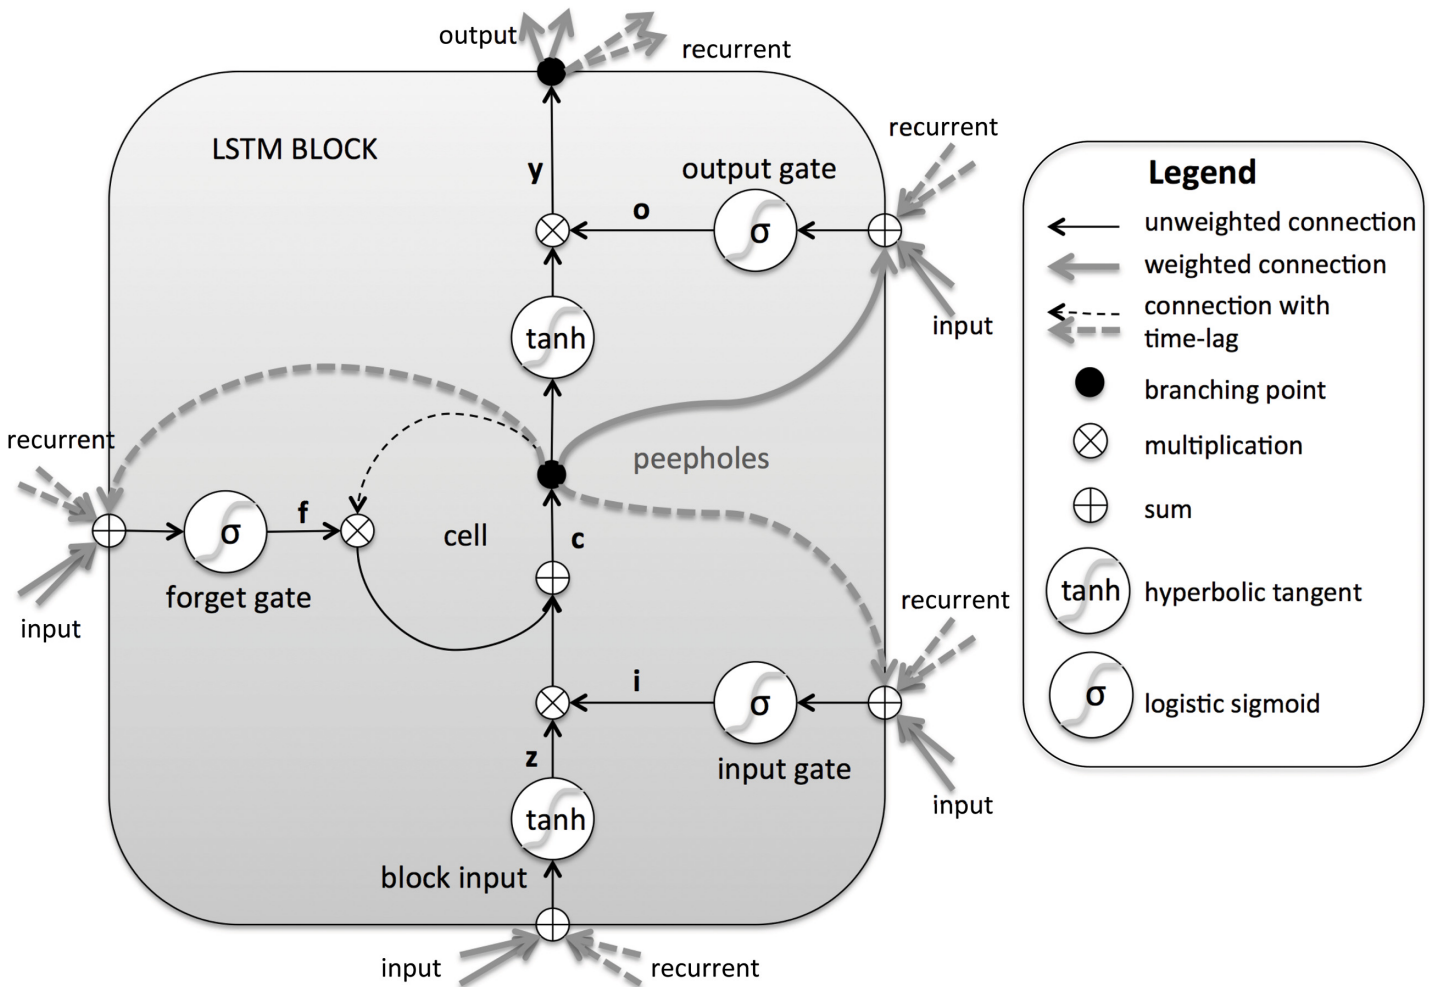 output
recurrent
LSTM BLOCK
recurrent
y
output gate
o
σ
input
tanh
recurrent
peepholes
f
σ
cell
c
forget gate
input
recurrent
i
σ
z
input gate
input
tanh
block input
input
recurrent
Legend
unweighted connection
weighted connection
connection with
time-lag
branching point
multiplication
sum
tanh
hyperbolic tangent
σ
logistic sigmoid